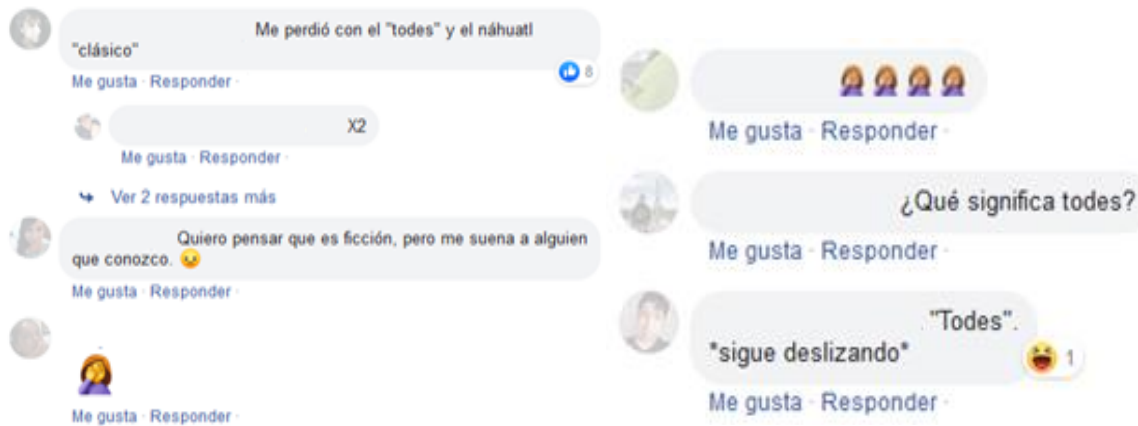 Me perdió con el "todes" y el náhuatl
"clásico"
8
Me gusta · Responder ·
X2
Me gusta · Responder ·
Ver 2 respuestas más
Quiero pensar que es ficción, pero me suena a alguien
que conozco. 😖
Me gusta · Responder ·
🤦‍♀️
Me gusta · Responder ·
🤦‍♀️🤦‍♀️🤦‍♀️🤦‍♀️
Me gusta · Responder ·
¿Qué significa todes?
Me gusta · Responder ·
"Todes".
*sigue deslizando*
1
Me gusta · Responder ·